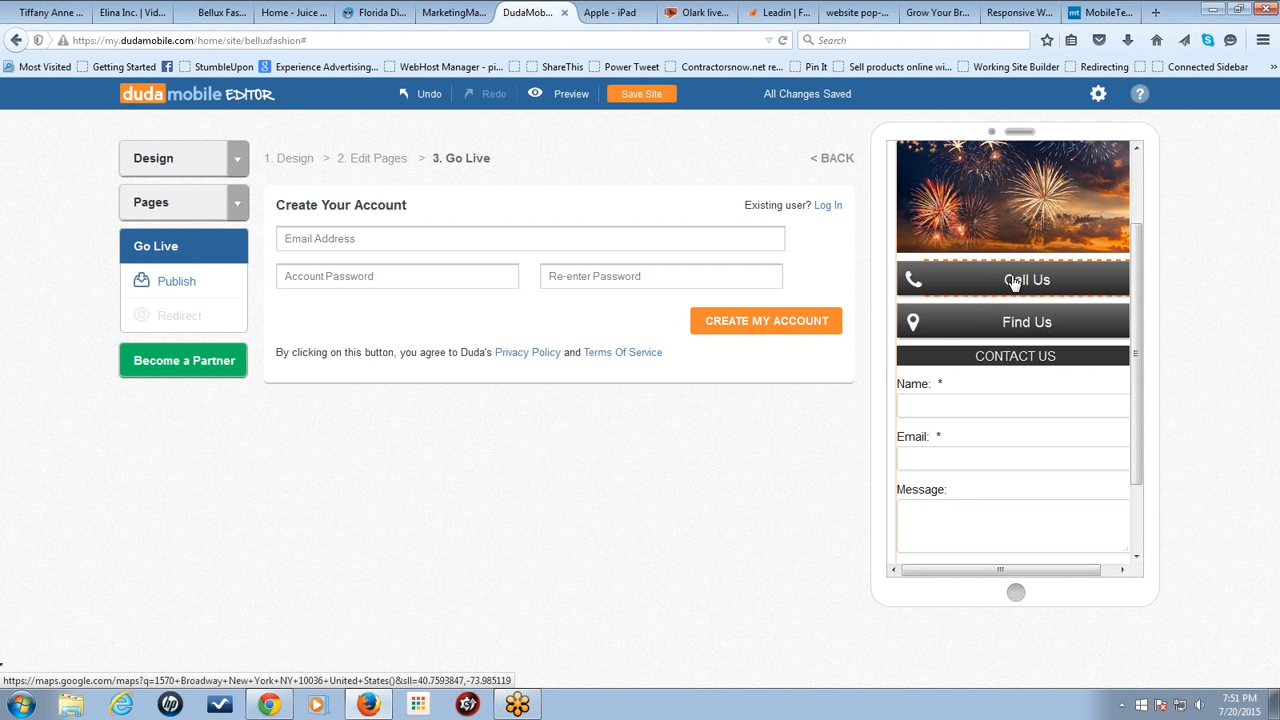 Tiffany Anne ...
Elina Inc. | Vide...
Bellux Fas...
Home - Juice ...
Florida Di...
MarketingMa...
DudaMob...
Apple - iPad
Olark live...
Leadin | F...
website pop-...
Grow Your Br...
Responsive W...
MobileTe...
https://my.dudamobile.com/home/site/belluxfashion#
Search
Most Visited
Getting Started
StumbleUpon
Experience Advertising...
WebHost Manager - pi...
ShareThis
Power Tweet
Contractorsnow.net re...
Pin It
Sell products online wi...
Working Site Builder
Redirecting
Connected Sidebar
dudamobile EDITOR
Undo
Redo
Preview
Save Site
All Changes Saved
?
Design
Pages
Go Live
Publish
Redirect
Become a Partner
1. Design > 2. Edit Pages > 3. Go Live
< BACK
Create Your Account
Existing user? Log In
Email Address
Account Password
Re-enter Password
CREATE MY ACCOUNT
By clicking on this button, you agree to Duda's Privacy Policy and Terms Of Service
Call Us
Find Us
CONTACT US
Name: *
Email: *
Message:
https://maps.google.com/maps?q=1570+Broadway+New+York+NY+10036+United+States()&sll=40.7593847,-73.985119
hp
7:51 PM
7/20/2015